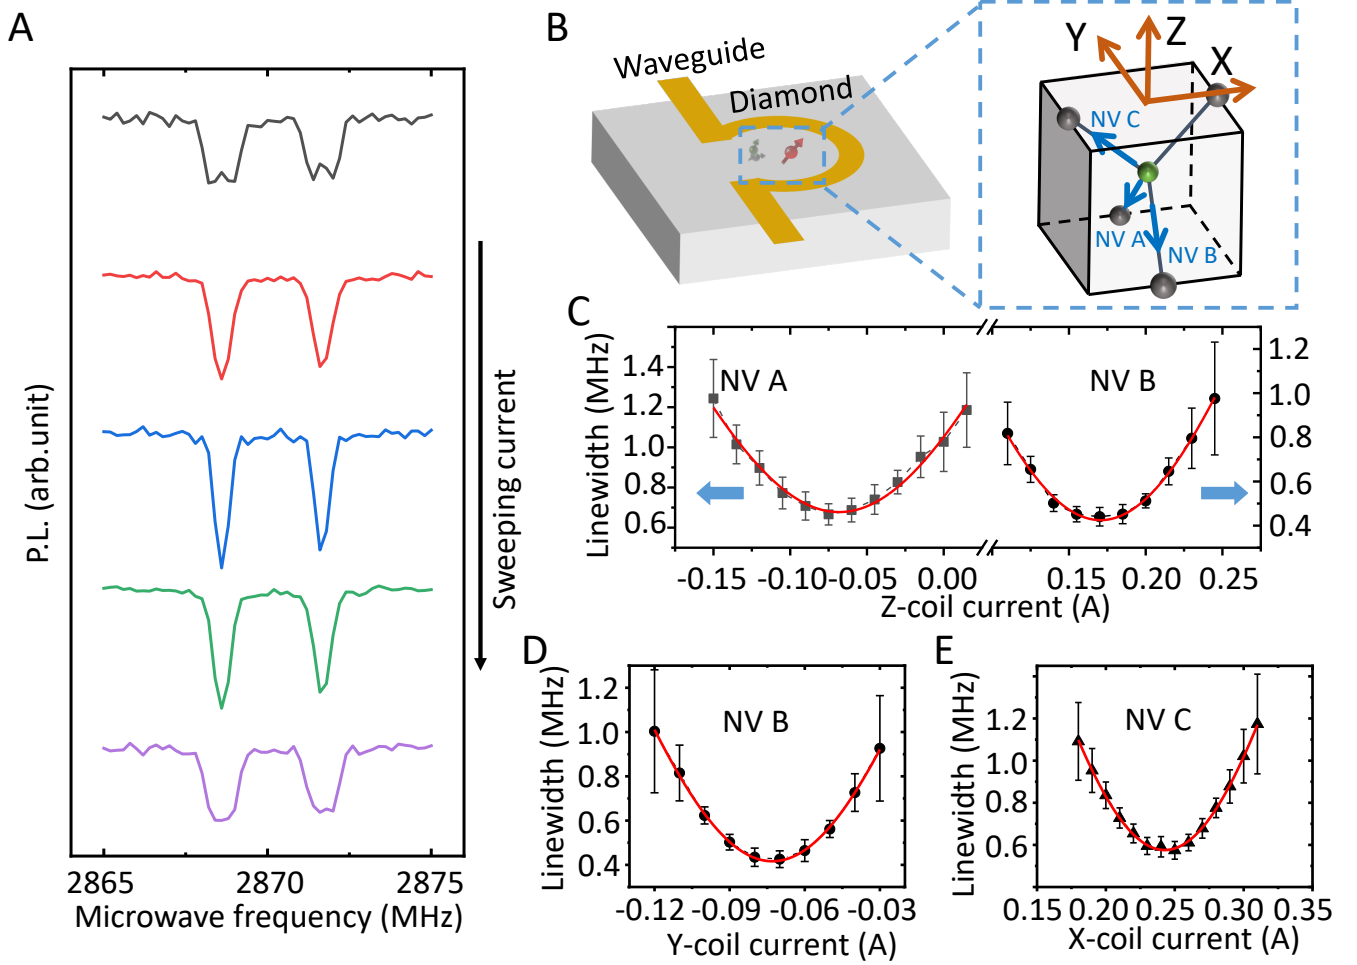 A
P.L. (arb.unit)
2865 2870 2875
Microwave frequency (MHz)
Sweeping current
B
Waveguide
Diamond
Y Z X
NV C
NV A
NV B
C
Linewidth (MHz)
1.4
1.2
1.0
0.8
0.6
NV A
NV B
1.2
1.0
0.8
0.6
0.4
-0.15 -0.10 -0.05 0.00 0.15 0.20 0.25
Z-coil current (A)
D
Linewidth (MHz)
1.2
1.0
0.8
0.6
0.4
NV B
-0.12 -0.09 -0.06 -0.03
Y-coil current (A)
E
Linewidth (MHz)
1.2
1.0
0.8
0.6
NV C
0.15 0.20 0.25 0.30 0.35
X-coil current (A)